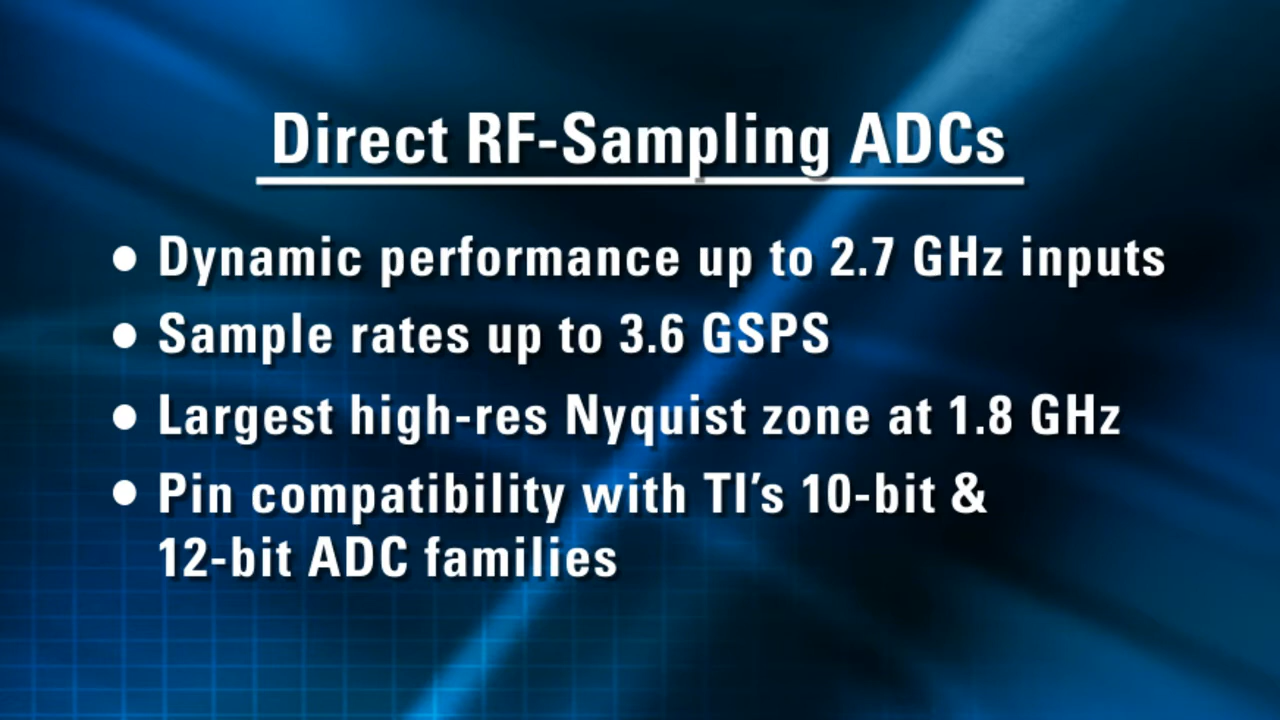 Direct RF-Sampling ADCs
• Dynamic performance up to 2.7 GHz inputs
• Sample rates up to 3.6 GSPS
• Largest high-res Nyquist zone at 1.8 GHz
• Pin compatibility with TI’s 10-bit &
12-bit ADC families